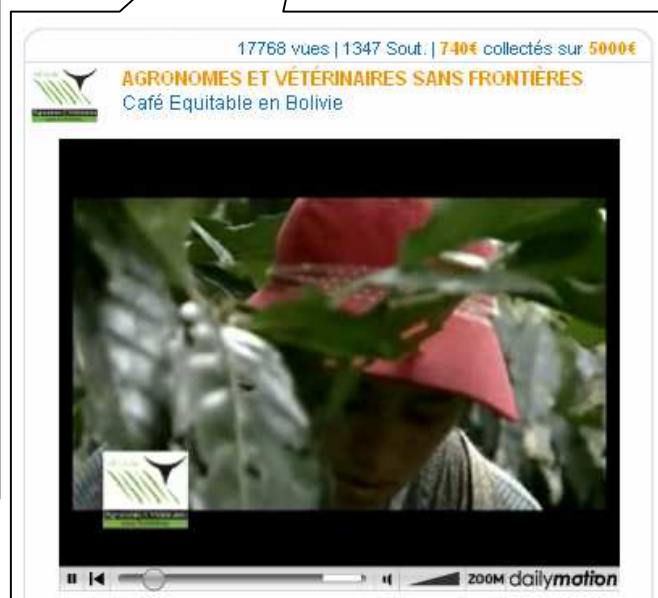 17768 vues | 1347 Sout. | 740€ collectés sur 5000€
AGRONOMES ET VÉTÉRINAIRES SANS FRONTIÈRES
Café Equitable en Bolivie
ZOOM dailymotion